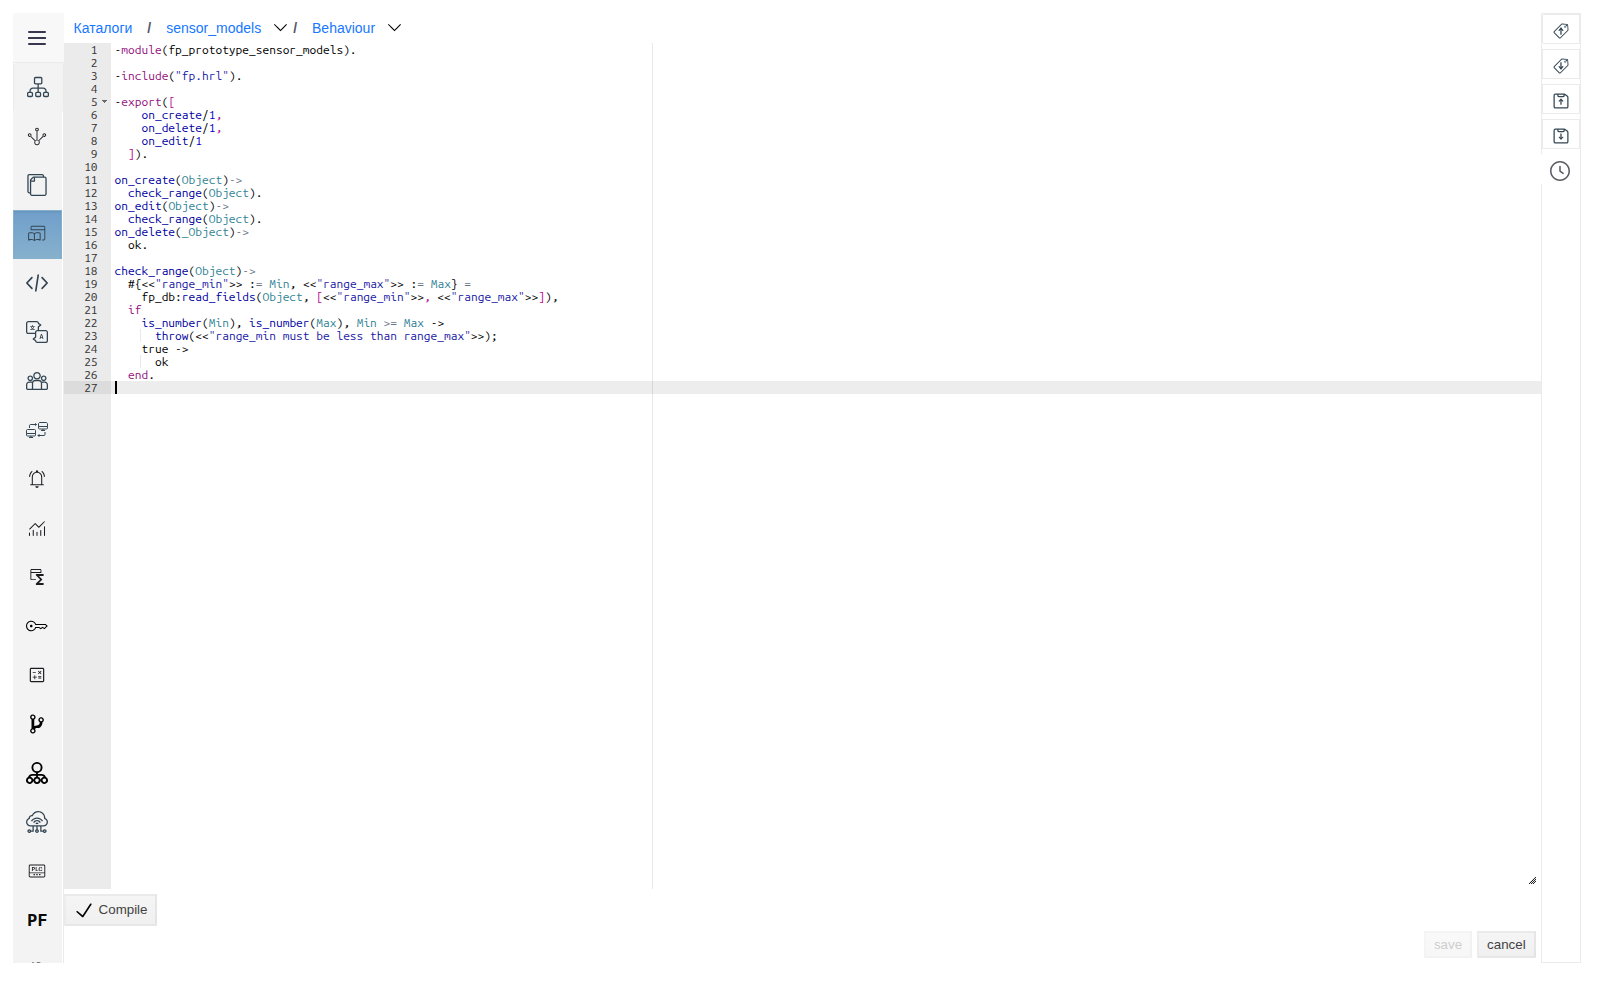 Каталоги / sensor_models / Behaviour
1 -module(fp_prototype_sensor_models).
2
3 -include("fp.hrl").
4
5 -export([
6     on_create/1,
7     on_delete/1,
8     on_edit/1
9   ]).
10
11 on_create(Object)->
12   check_range(Object).
13 on_edit(Object)->
14   check_range(Object).
15 on_delete(_Object)->
16   ok.
17
18 check_range(Object)->
19   #{<<"range_min">> := Min, <<"range_max">> := Max} =
20     fp_db:read_fields(Object, [<<"range_min">>, <<"range_max">>]),
21   if
22     is_number(Min), is_number(Max), Min >= Max ->
23       throw(<<"range_min must be less than range_max">>);
24     true ->
25       ok
26   end.
27
PLC
PF
Compile
save cancel